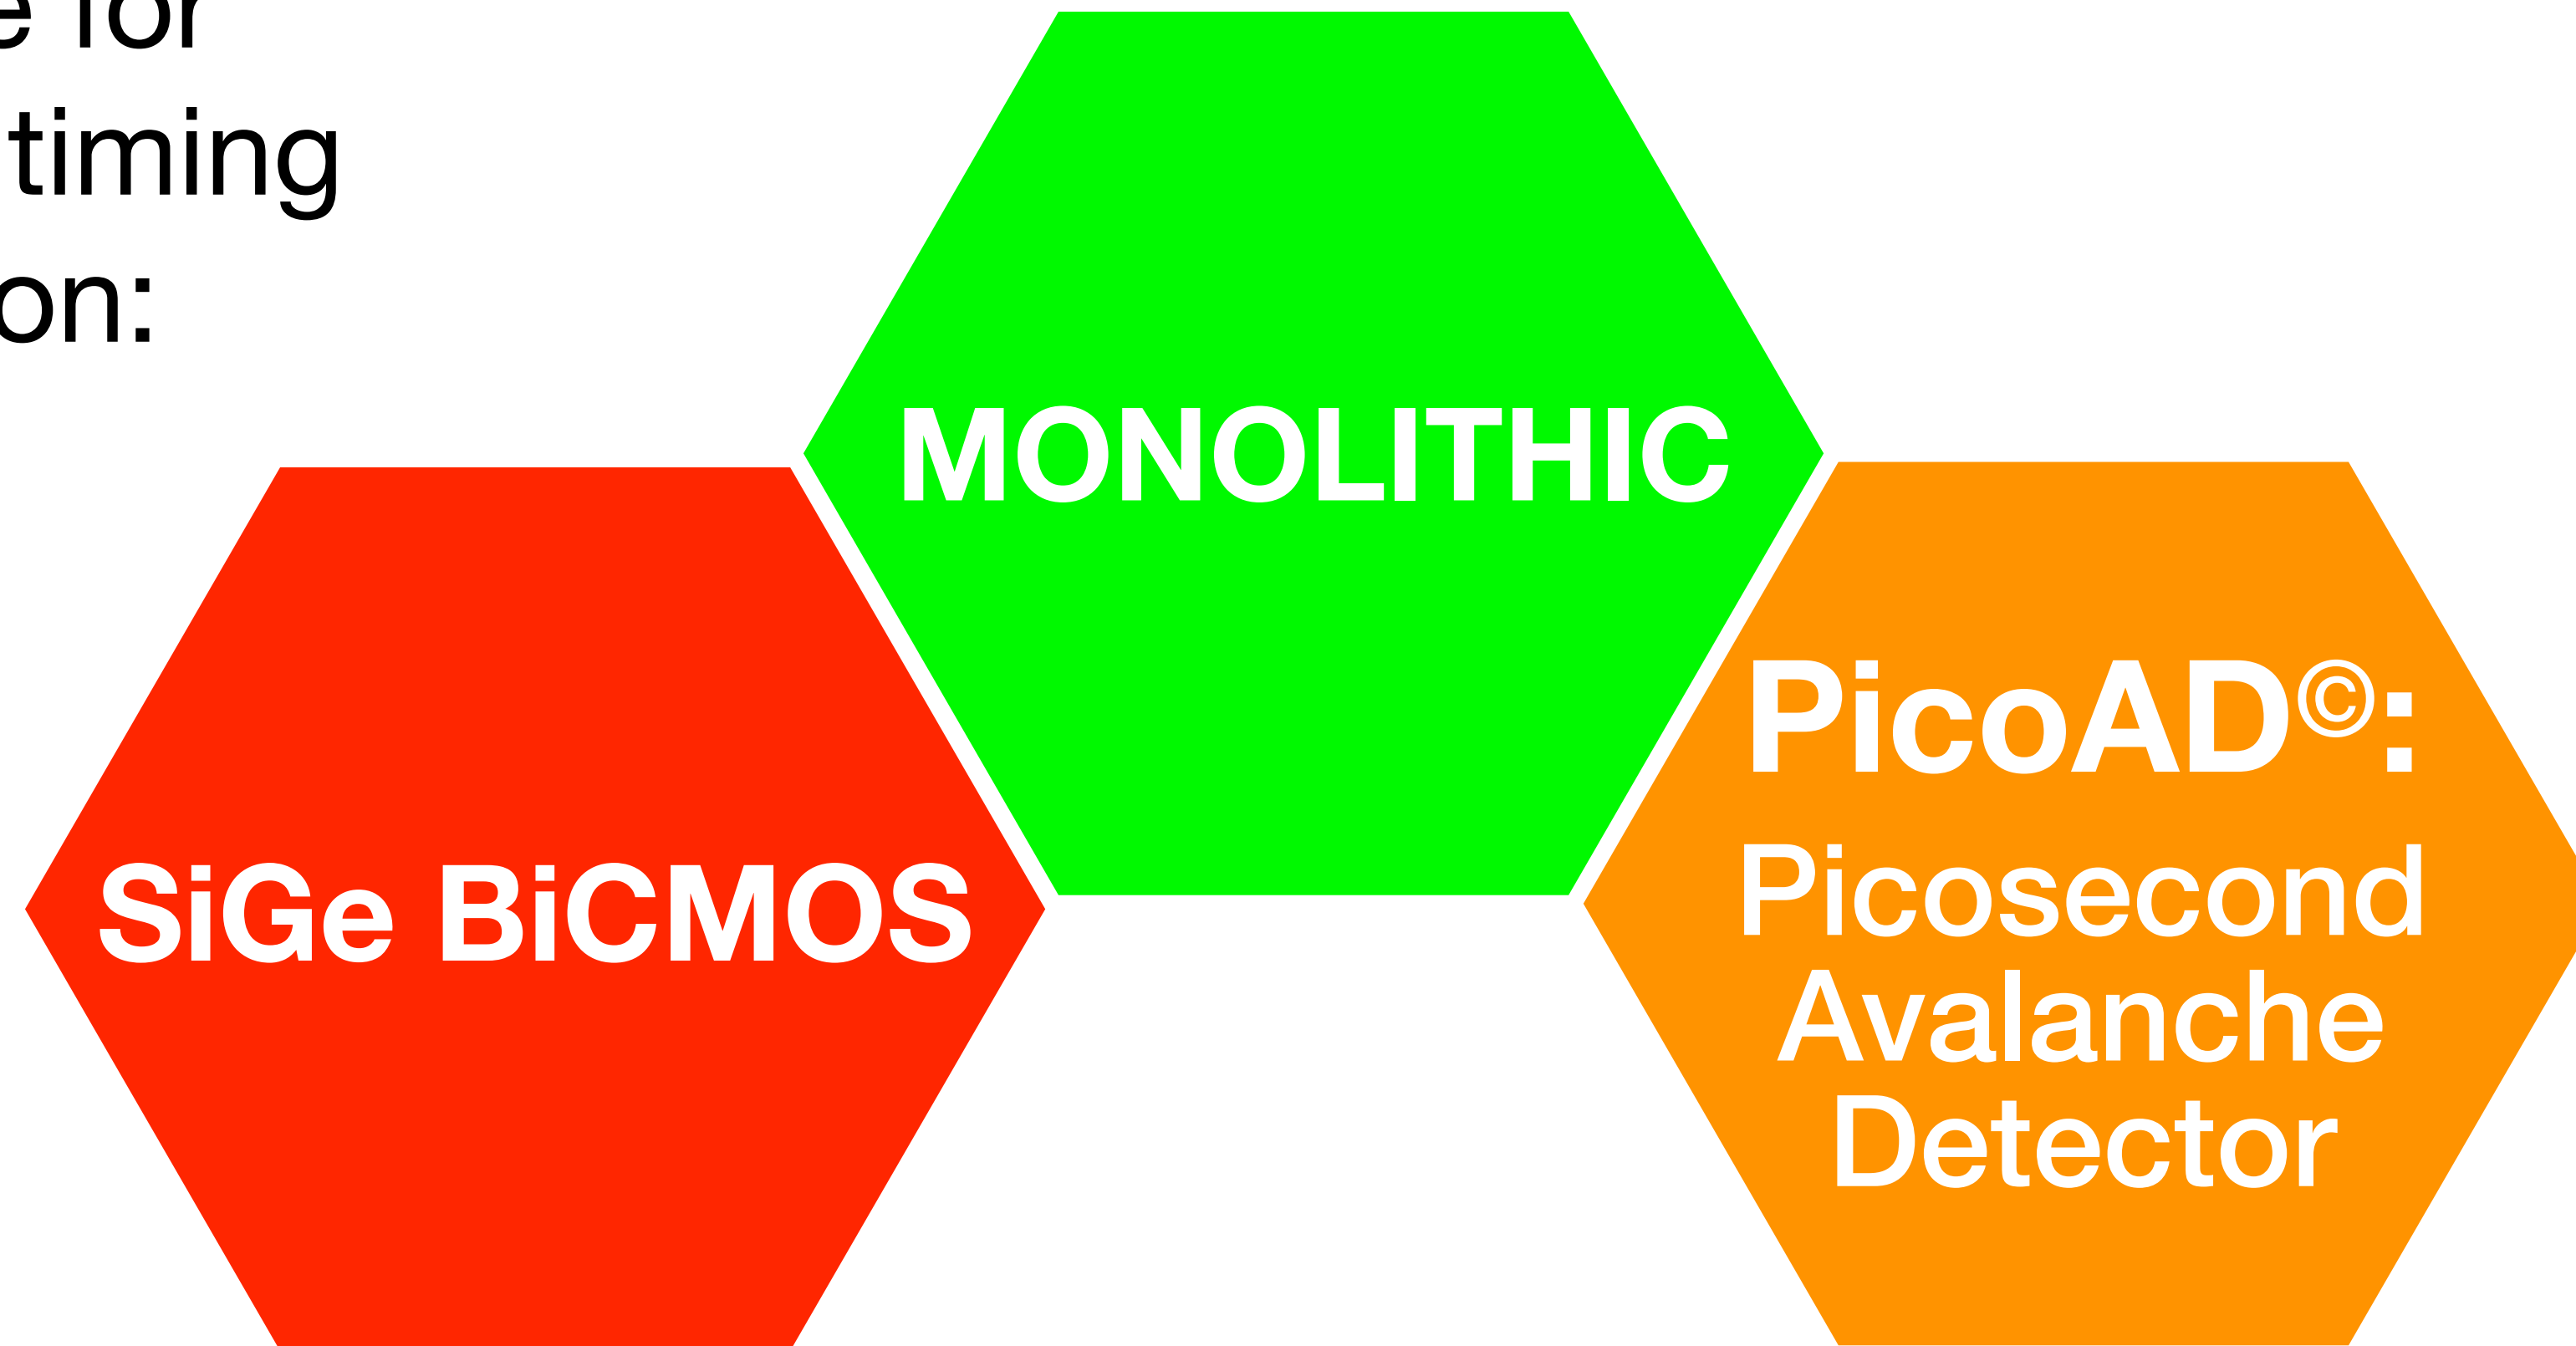 e for
timing
on:
MONOLITHIC
SiGe BiCMOS
PicoAD©:
Picosecond
Avalanche
Detector